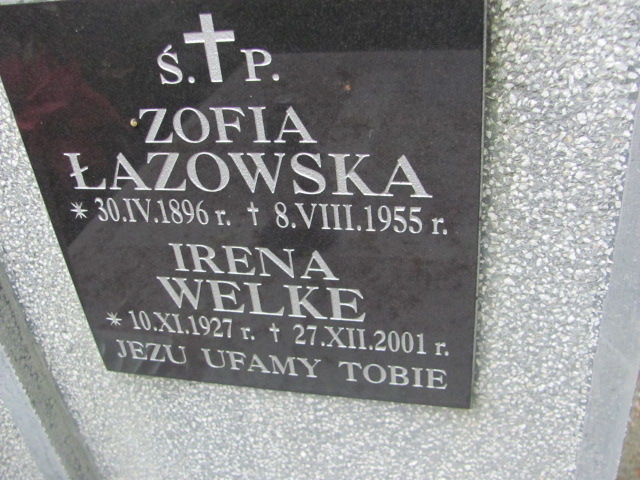 Ś. P.
ZOFIA
ŁAZOWSKA
* 30.IV.1896 r. † 8.VIII.1955 r.
IRENA
WELKE
* 10.XI.1927 r. † 27.XII.2001 r.
JEZU UFAMY TOBIE